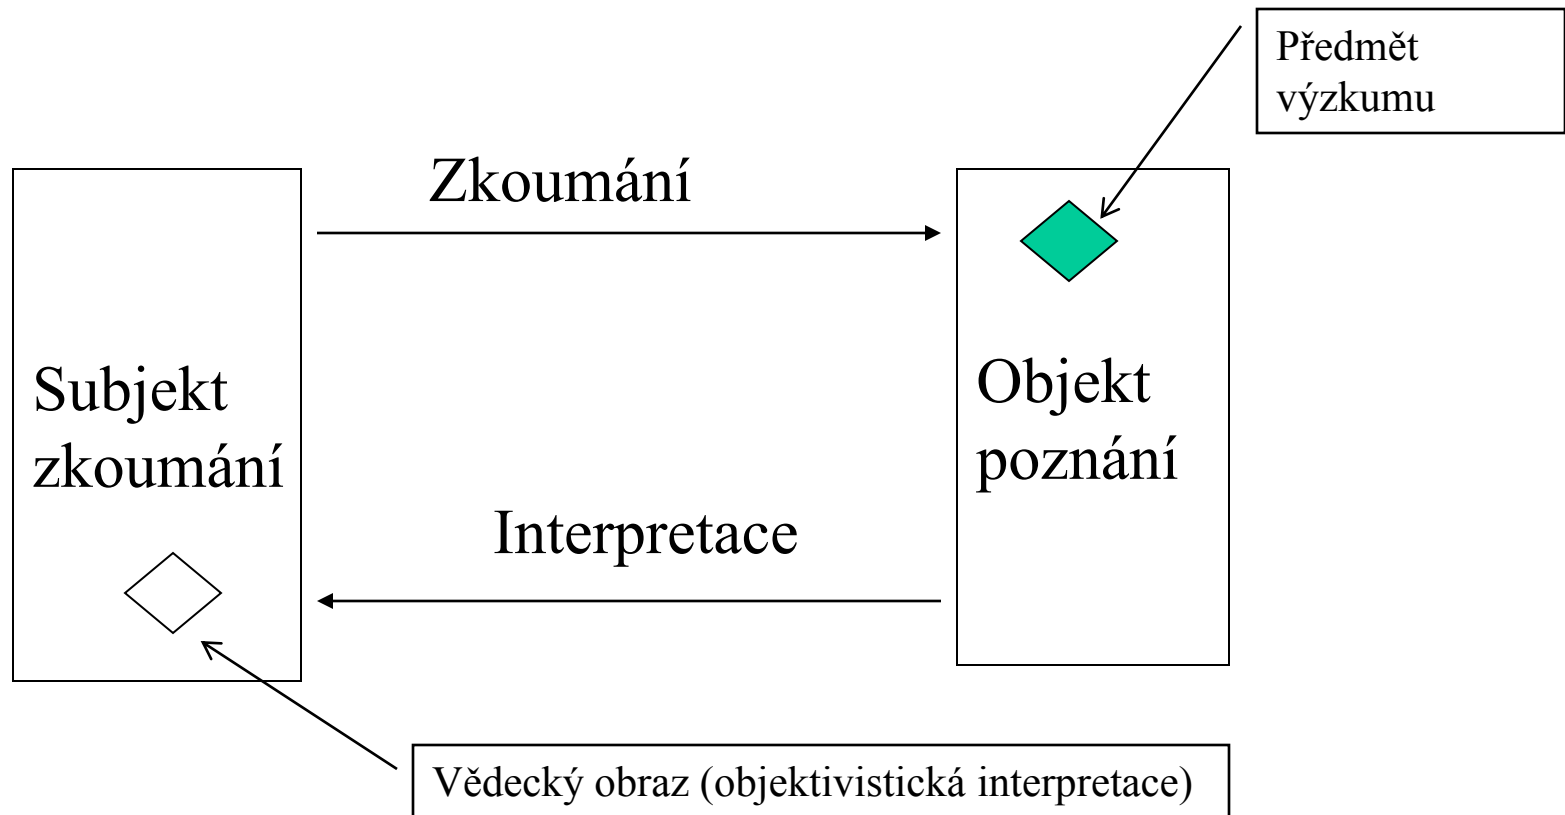 Předmět
výzkumu
Zkoumání
Subjekt
zkoumání
Objekt
poznání
Interpretace
Vědecký obraz (objektivistická interpretace)